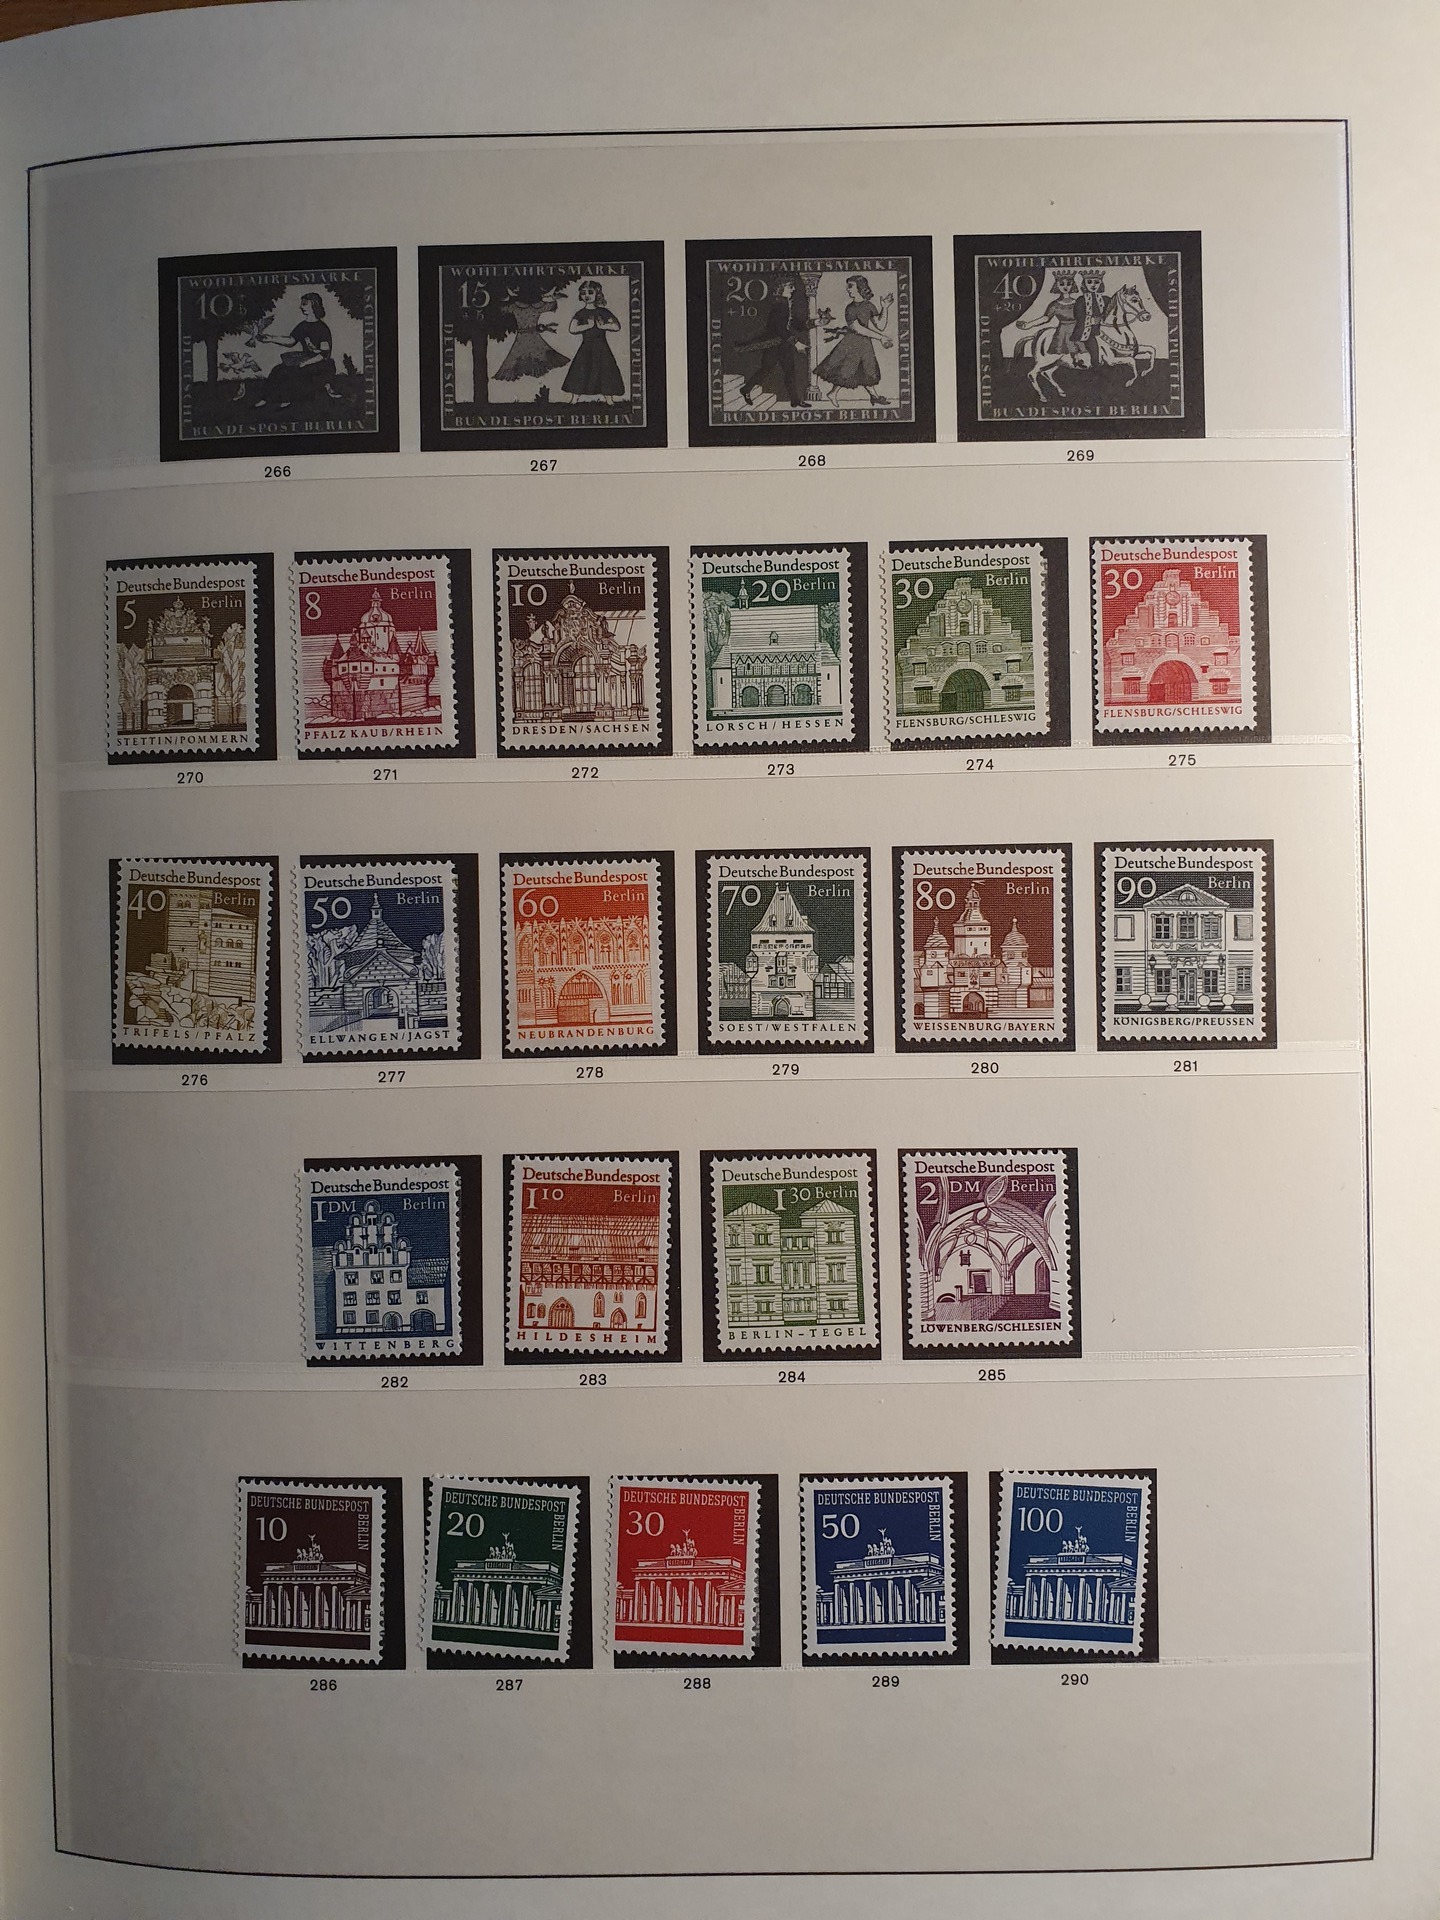 WOHLFAHRTSMARKE
10+5
ASCHENPUTTEL
DEUTSCHE
BUNDESPOST BERLIN
266
WOHLFAHRTSMARKE
15
+5
ASCHENPUTTEL
DEUTSCHE
BUNDESPOST BERLIN
267
WOHLFAHRTSMARKE
20
+10
ASCHENPUTTEL
DEUTSCHE
BUNDESPOST BERLIN
268
WOHLFAHRTSMARKE
40
+20
ASCHENPUTTEL
DEUTSCHE
BUNDESPOST BERLIN
269
Deutsche Bundespost
5 Berlin
STETTIN/POMMERN
270
Deutsche Bundespost
8 Berlin
PFALZ KAUB/RHEIN
271
Deutsche Bundespost
10 Berlin
DRESDEN/SACHSEN
272
Deutsche Bundespost
20 Berlin
LORSCH/HESSEN
273
Deutsche Bundespost
30 Berlin
FLENSBURG/SCHLESWIG
274
Deutsche Bundespost
30 Berlin
FLENSBURG/SCHLESWIG
275
Deutsche Bundespost
40 Berlin
TRIFELS/PFALZ
276
Deutsche Bundespost
50 Berlin
ELLWANGEN/JAGST
277
Deutsche Bundespost
60 Berlin
NEUBRANDENBURG
278
Deutsche Bundespost
70 Berlin
SOEST/WESTFALEN
279
Deutsche Bundespost
80 Berlin
WEISSENBURG/BAYERN
280
Deutsche Bundespost
90 Berlin
KÖNIGSBERG/PREUSSEN
281
Deutsche Bundespost
1 DM Berlin
WITTENBERG
282
Deutsche Bundespost
1 10 Berlin
HILDESHEIM
283
Deutsche Bundespost
1 30 Berlin
BERLIN-TEGEL
284
Deutsche Bundespost
2 DM Berlin
LÖWENBERG/SCHLESIEN
285
DEUTSCHE BUNDESPOST
BERLIN
10
286
DEUTSCHE BUNDESPOST
BERLIN
20
287
DEUTSCHE BUNDESPOST
BERLIN
30
288
DEUTSCHE BUNDESPOST
BERLIN
50
289
DEUTSCHE BUNDESPOST
BERLIN
100
290